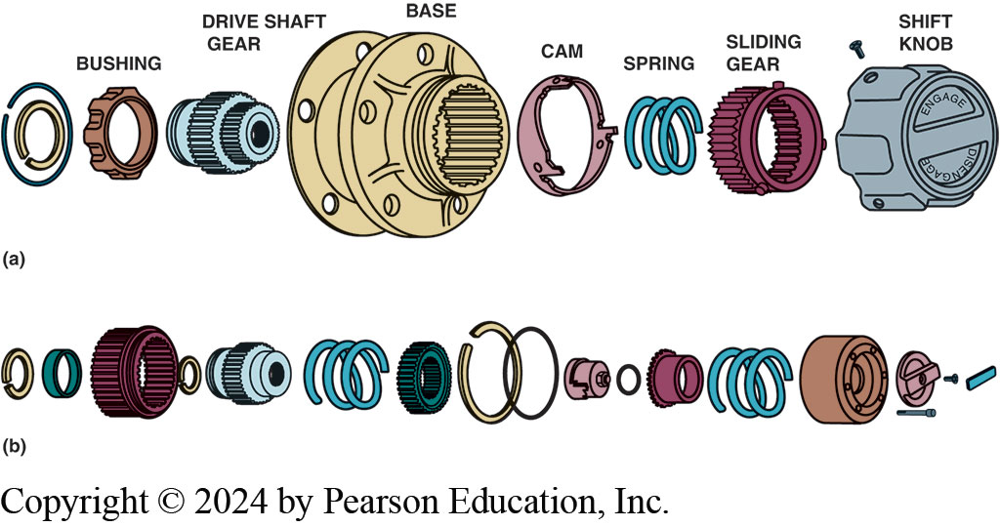 BASE
DRIVE SHAFT
GEAR
SHIFT
KNOB
SLIDING
GEAR
CAM
BUSHING
SPRING
ENGAGE
DISENGAGE
(a)
(b)
Copyright © 2024 by Pearson Education, Inc.